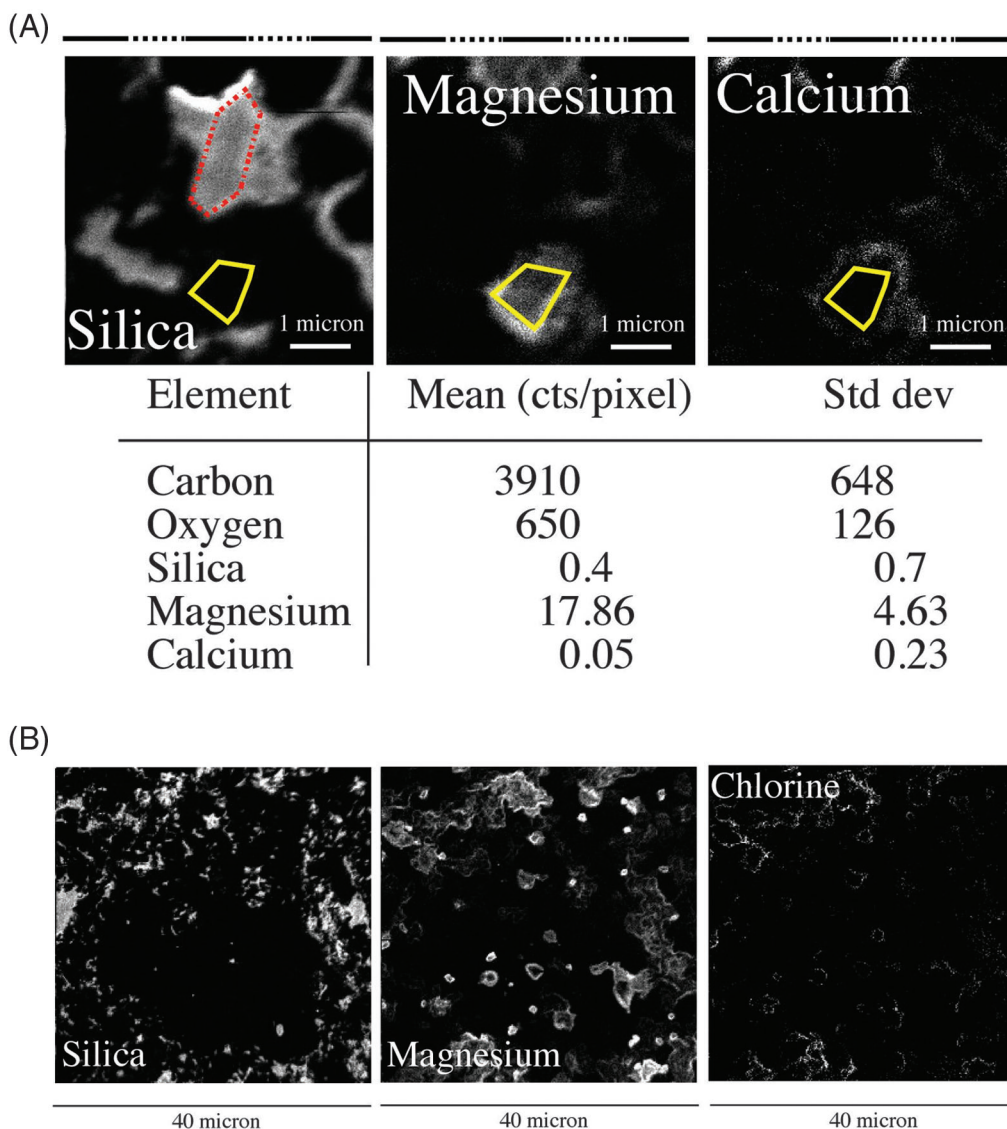 (A)
Magnesium Calcium
Silica 1 micron 1 micron 1 micron
Element Mean (cts/pixel) Std dev
Carbon 3910 648
Oxygen 650 126
Silica 0.4 0.7
Magnesium 17.86 4.63
Calcium 0.05 0.23
(B)
Chlorine
Silica Magnesium
40 micron 40 micron 40 micron